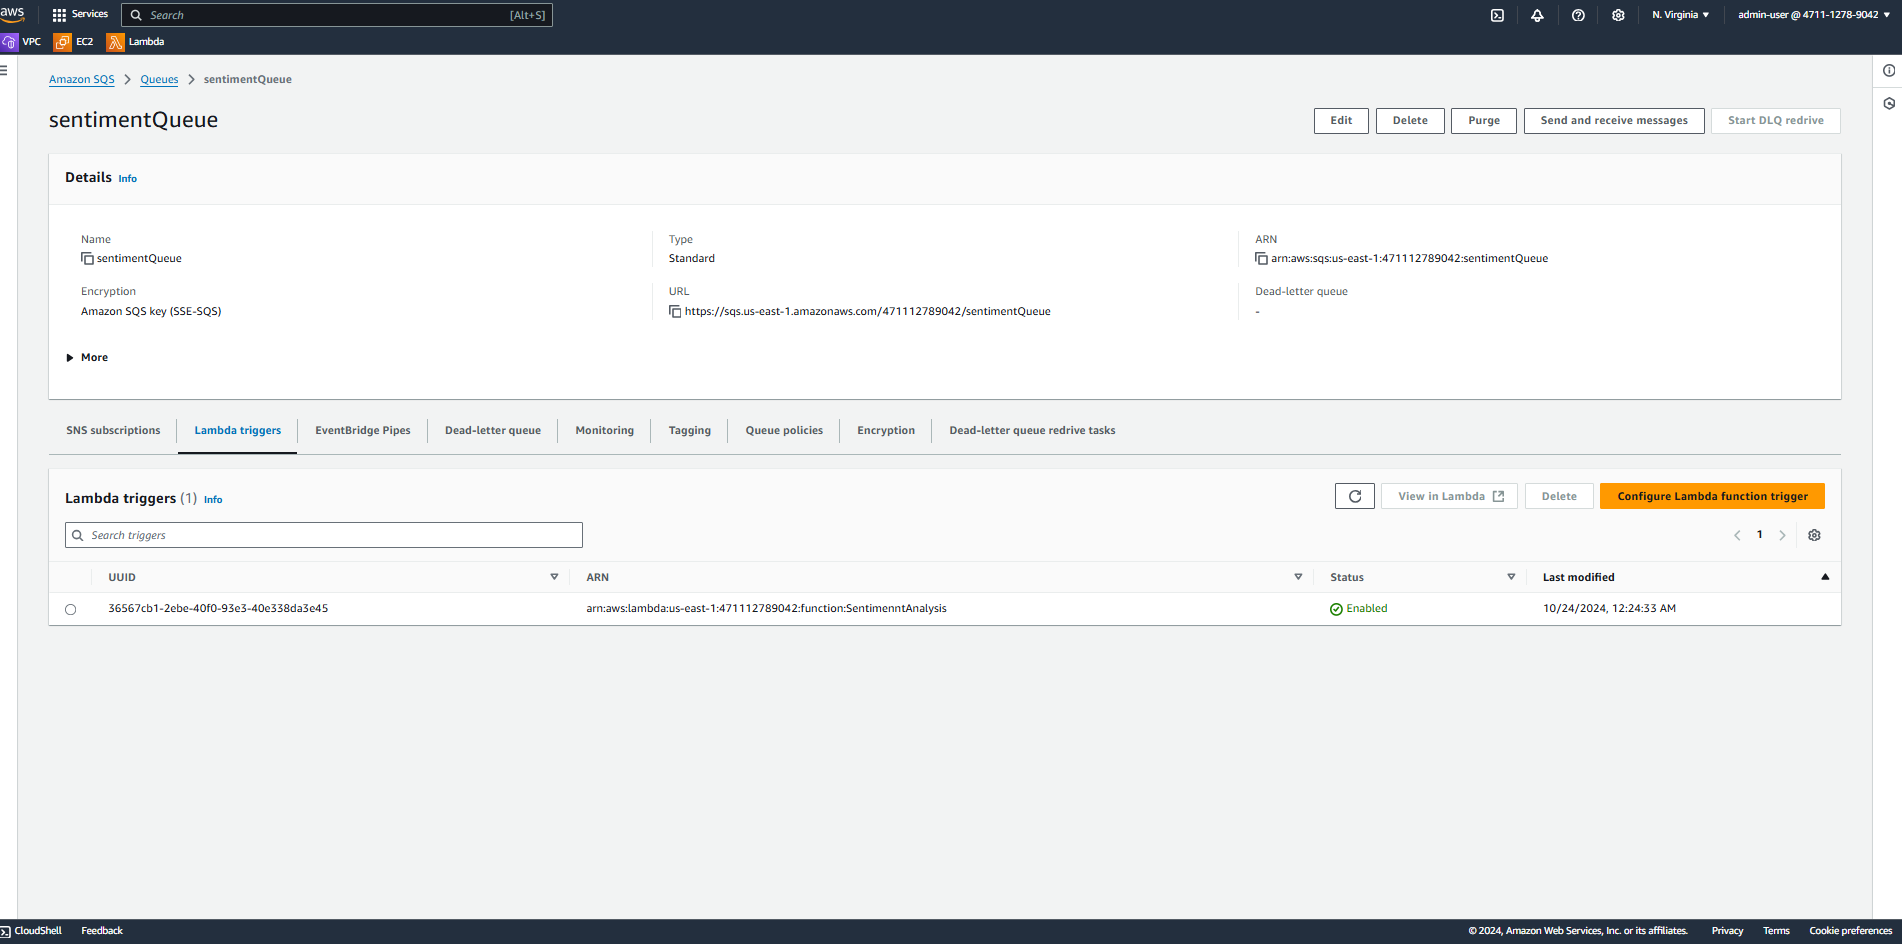 aws
Services
Search
[Alt+S]
N. Virginia
admin-user @ 4711-1278-9042
VPC
EC2
Lambda
Amazon SQS
Queues
sentimentQueue
sentimentQueue
Edit
Delete
Purge
Send and receive messages
Start DLQ redrive
Details Info
Name
sentimentQueue
Type
Standard
ARN
arn:aws:sqs:us-east-1:471112789042:sentimentQueue
Encryption
Amazon SQS key (SSE-SQS)
URL
https://sqs.us-east-1.amazonaws.com/471112789042/sentimentQueue
Dead-letter queue
-
More
SNS subscriptions
Lambda triggers
EventBridge Pipes
Dead-letter queue
Monitoring
Tagging
Queue policies
Encryption
Dead-letter queue redrive tasks
Lambda triggers (1) Info
View in Lambda
Delete
Configure Lambda function trigger
Search triggers
1
UUID
ARN
Status
Last modified
36567cb1-2ebe-40f0-93e3-40e338da3e45
arn:aws:lambda:us-east-1:471112789042:function:SentimenntAnalysis
Enabled
10/24/2024, 12:24:33 AM
CloudShell
Feedback
© 2024, Amazon Web Services, Inc. or its affiliates.
Privacy
Terms
Cookie preferences